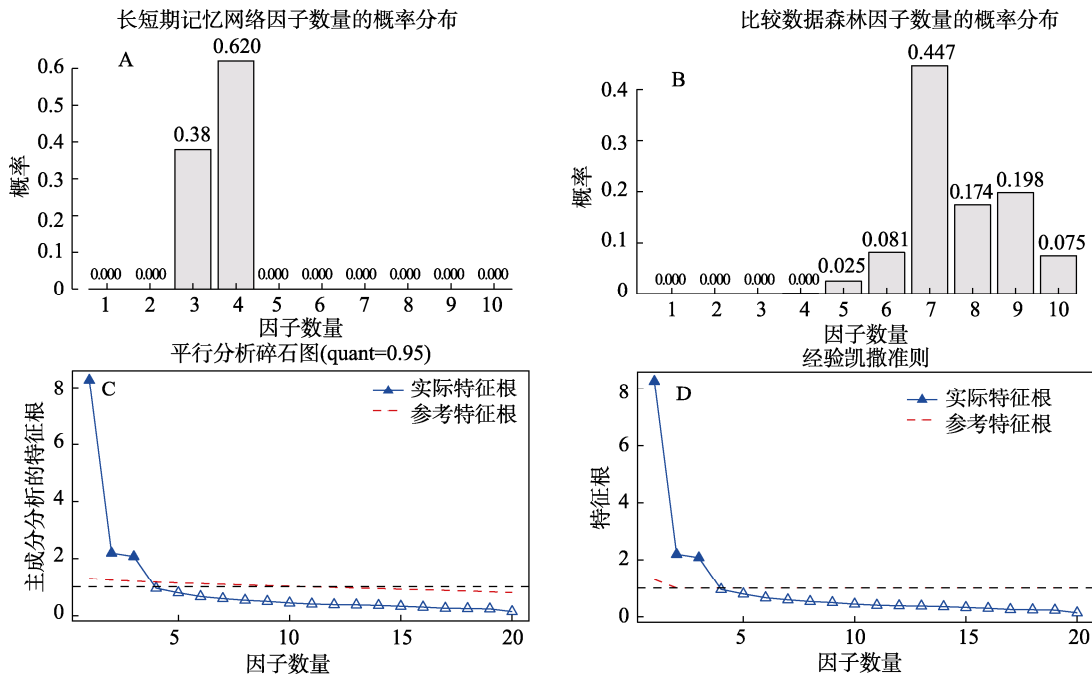 长短期记忆网络因子数量的概率分布
A
概率
0.6
0.5
0.4
0.3
0.2
0.1
0
0.000 0.000 0.38 0.620 0.000 0.000 0.000 0.000 0.000 0.000
1 2 3 4 5 6 7 8 9 10
因子数量
比较数据森林因子数量的概率分布
B
概率
0.4
0.3
0.2
0.1
0
0.000 0.000 0.000 0.000 0.025 0.081 0.447 0.174 0.198 0.075
1 2 3 4 5 6 7 8 9 10
因子数量
平行分析碎石图(quant=0.95)
C
实际特征根
参考特征根
主成分分析的特征根
8
6
4
2
0
5 10 15 20
因子数量
经验凯撒准则
D
实际特征根
参考特征根
特征根
8
6
4
2
0
5 10 15 20
因子数量